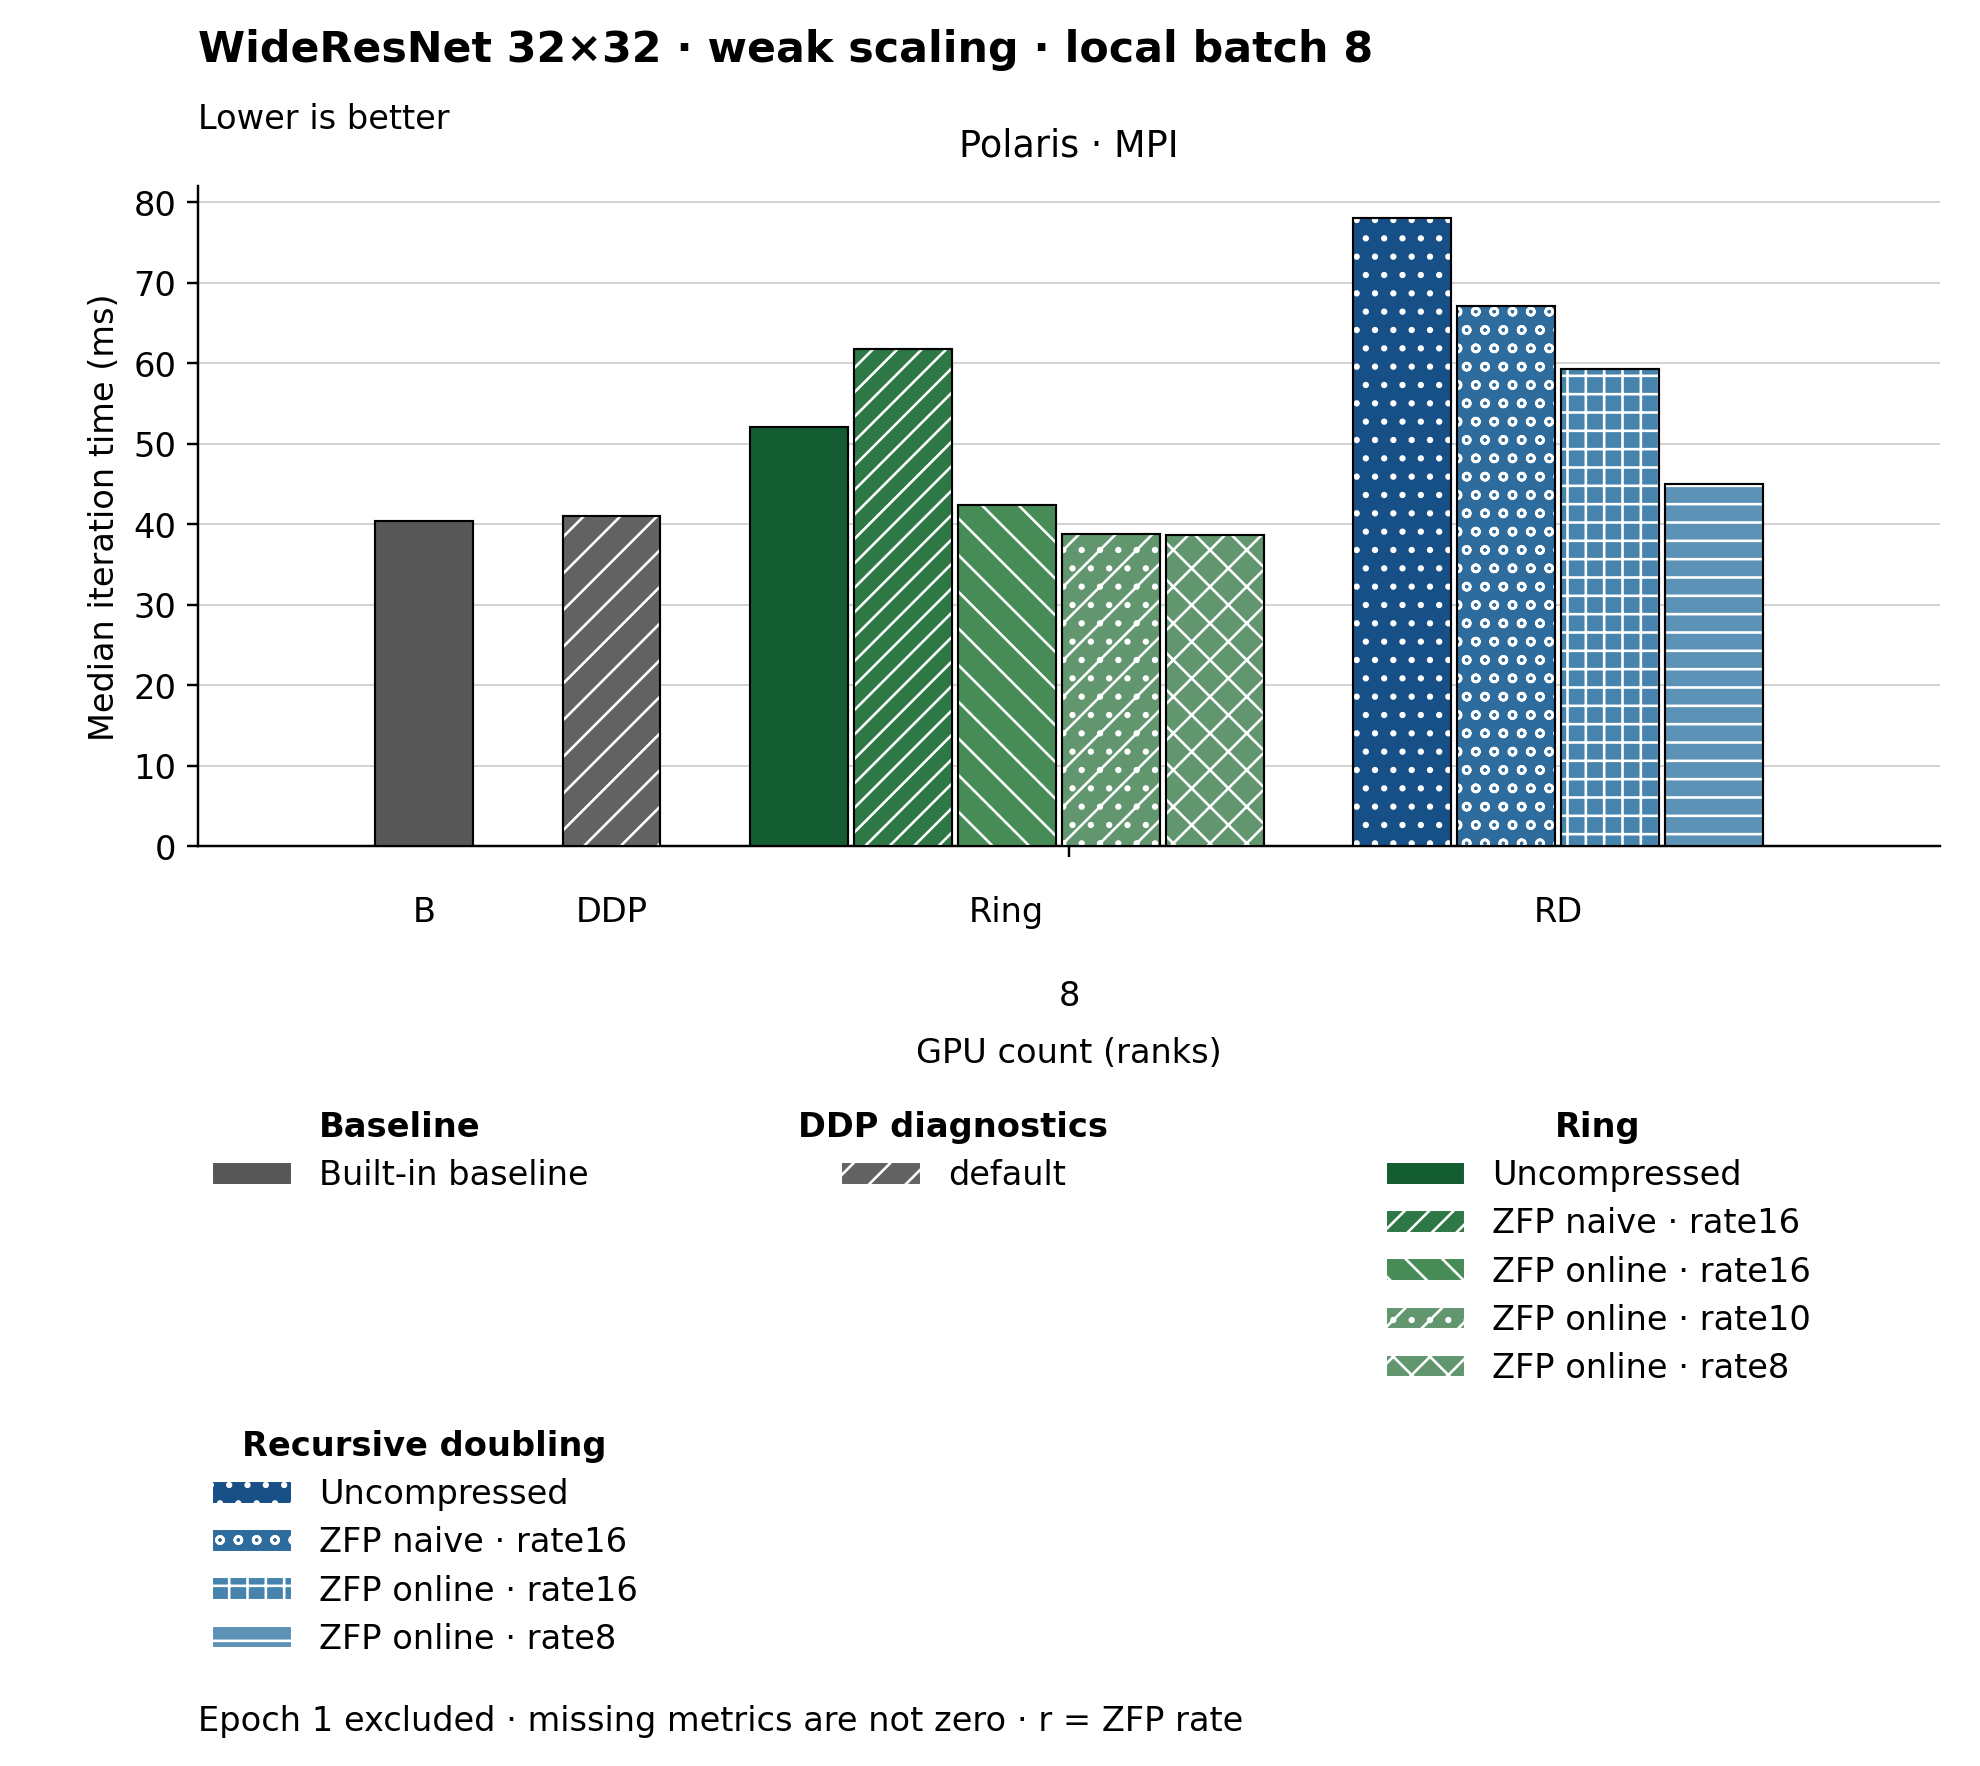 WideResNet 32×32 · weak scaling · local batch 8
Lower is better
Polaris · MPI
Median iteration time (ms)
80
70
60
50
40
30
20
10
0
B DDP Ring RD
8
GPU count (ranks)
Baseline
Built-in baseline
DDP diagnostics
default
Ring
Uncompressed
ZFP naive · rate16
ZFP online · rate16
ZFP online · rate10
ZFP online · rate8
Recursive doubling
Uncompressed
ZFP naive · rate16
ZFP online · rate16
ZFP online · rate8
Epoch 1 excluded · missing metrics are not zero · r = ZFP rate